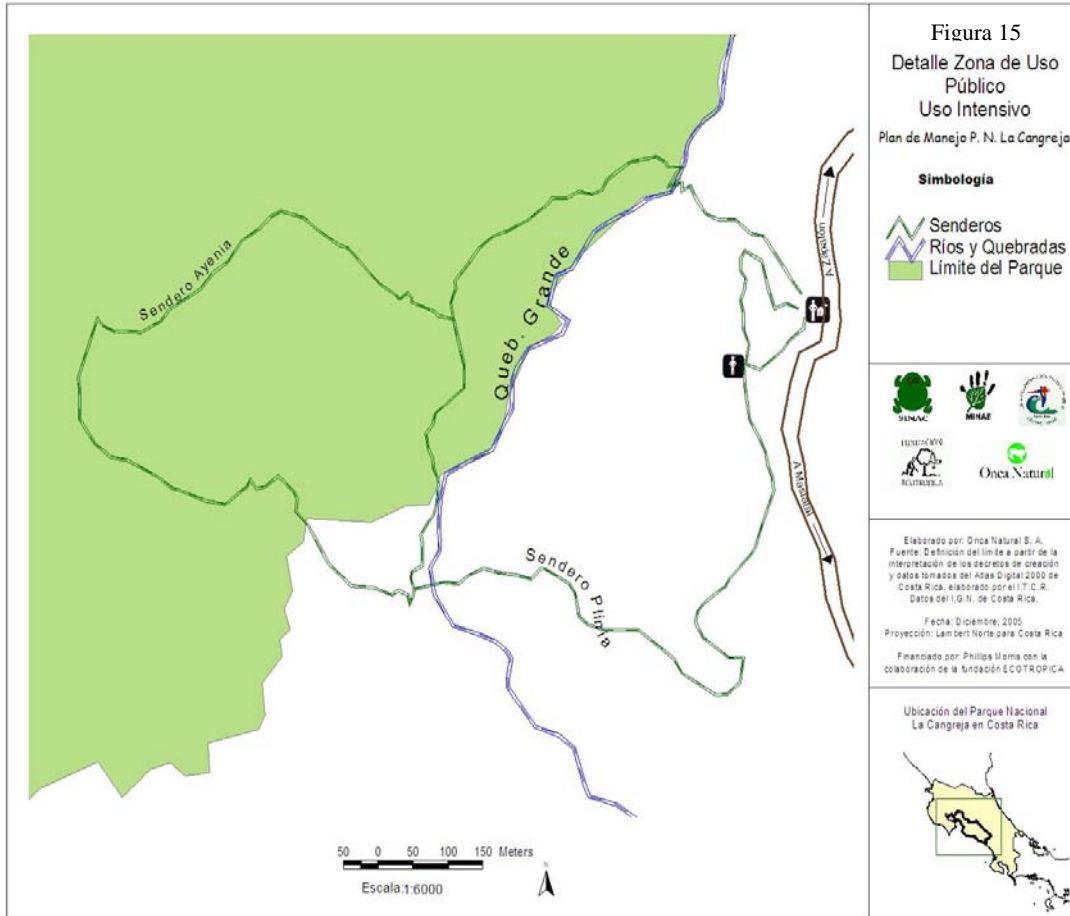 Figura 15
Detalle Zona de Uso
Público
Uso Intensivo
Plan de Manejo P. N. La Cangreja
Simbología
Senderos
Ríos y Quebradas
Límite del Parque
SINAC
MINAE
FUNDACIÓN
ECOTROPICA
Onca Natural
Elaborado por: Onca Natural S. A.
Fuente: Definición del límite a partir de la
interpretación de los decretos de creación
y datos tomados del Atlas Digital 2000 de
Costa Rica, elaborado por el I.T.C.R.
Datos del I.G.N. de Costa Rica.
Fecha: Diciembre, 2005
Proyección: Lambert Norte para Costa Rica
Financiado por: Phillips Morris con la
colaboración de la fundación ECOTROPICA
Ubicación del Parque Nacional
La Cangreja en Costa Rica
Sendero Ayenia
Queb. Grande
Sendero Plinia
A Zapatón
A Mastatal
50 0 50 100 150 Meters
Escala:1:6000
N